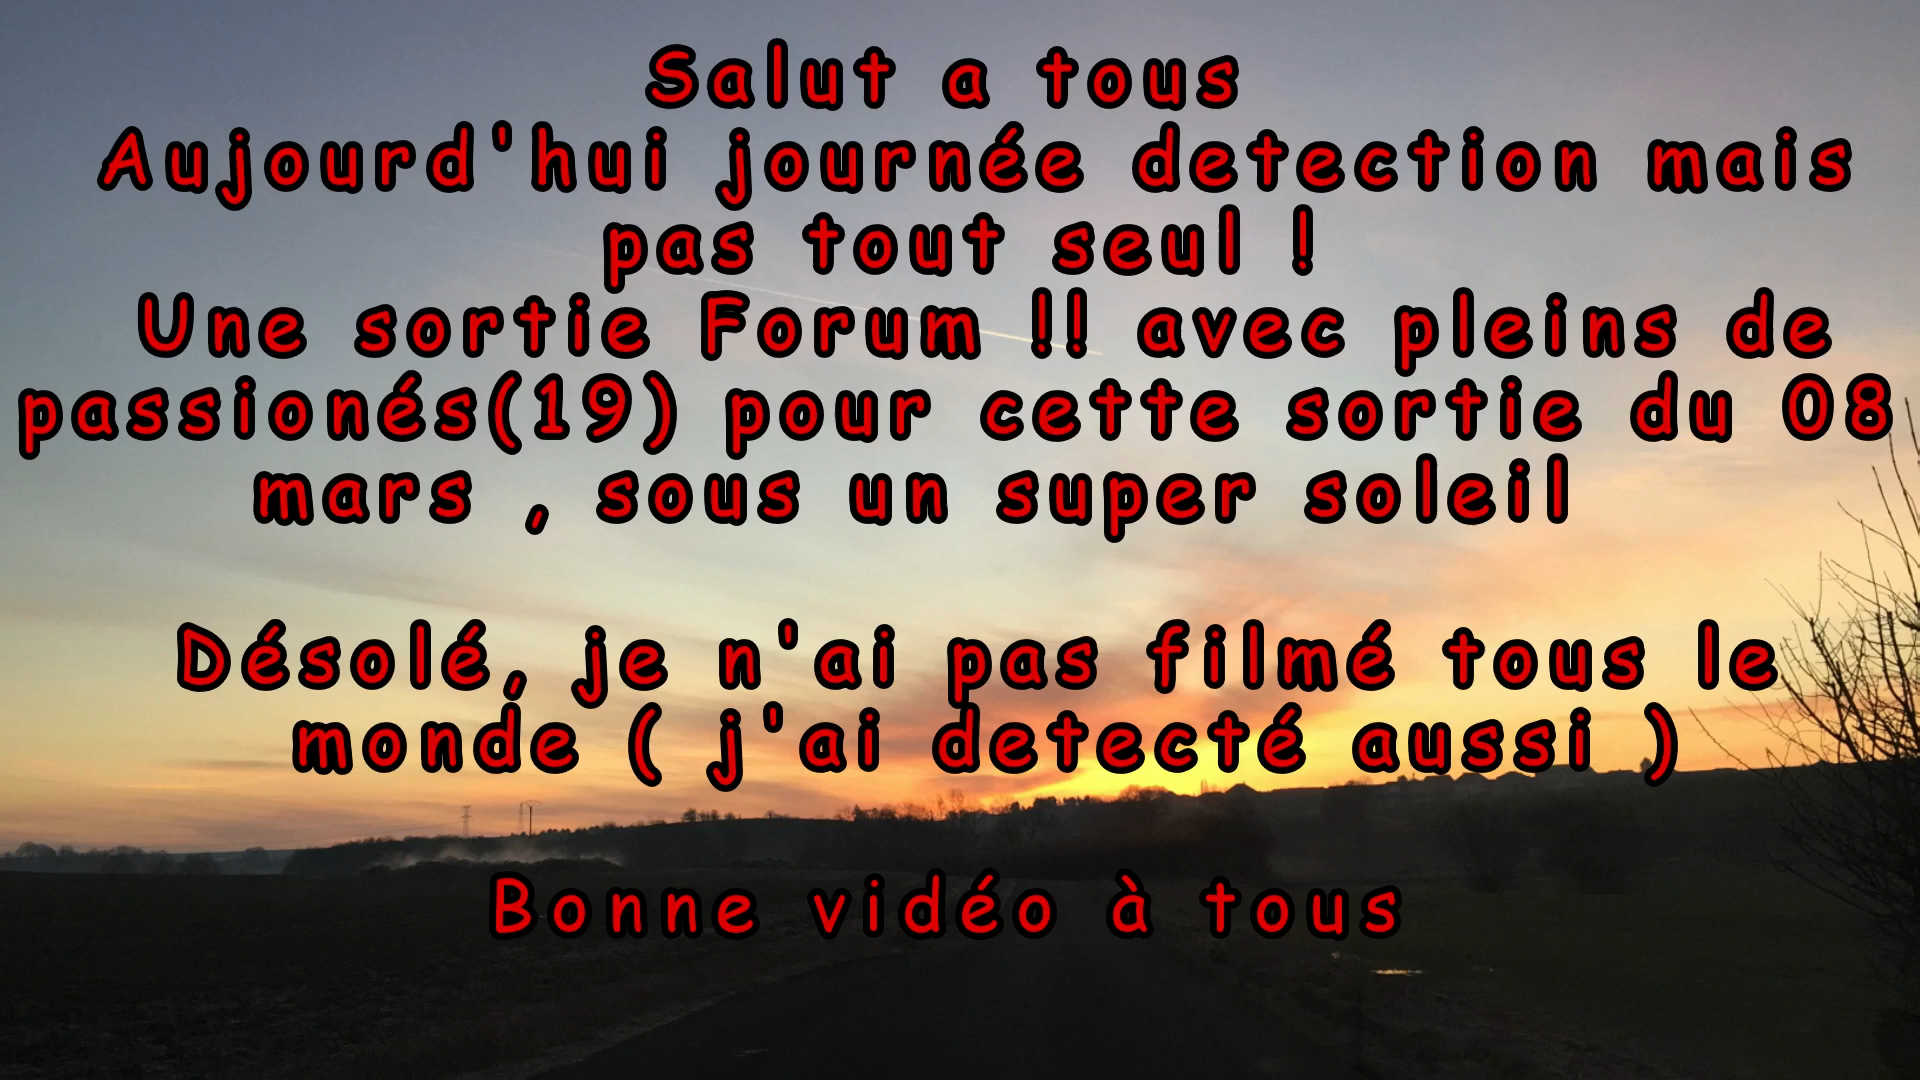 Salut a tous
Aujourd'hui journée detection mais
pas tout seul !
Une sortie Forum !! avec pleins de
passionés(19) pour cette sortie du 08
mars , sous un super soleil
Désolé, je n'ai pas filmé tous le
monde ( j'ai detecté aussi )
Bonne vidéo à tous